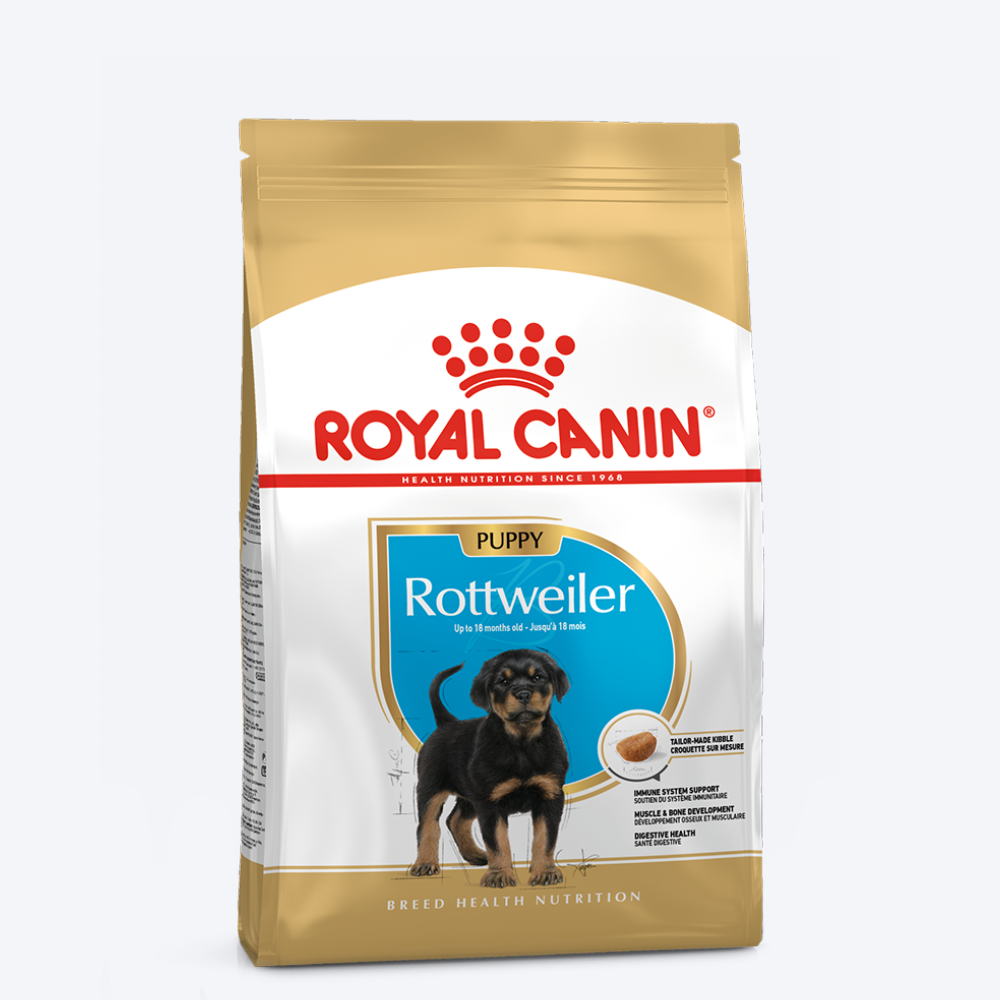 ROYAL CANIN®
HEALTH NUTRITION SINCE 1968
PUPPY
Rottweiler
Up to 18 months old - Jusqu'à 18 mois
TAILOR-MADE KIBBLE
CROQUETTE SUR MESURE
IMMUNE SYSTEM SUPPORT
SOUTIEN DU SYSTÈME IMMUNITAIRE
MUSCLE & BONE DEVELOPMENT
DÉVELOPPEMENT OSSEUX ET MUSCULAIRE
DIGESTIVE HEALTH
SANTÉ DIGESTIVE
BREED HEALTH NUTRITION